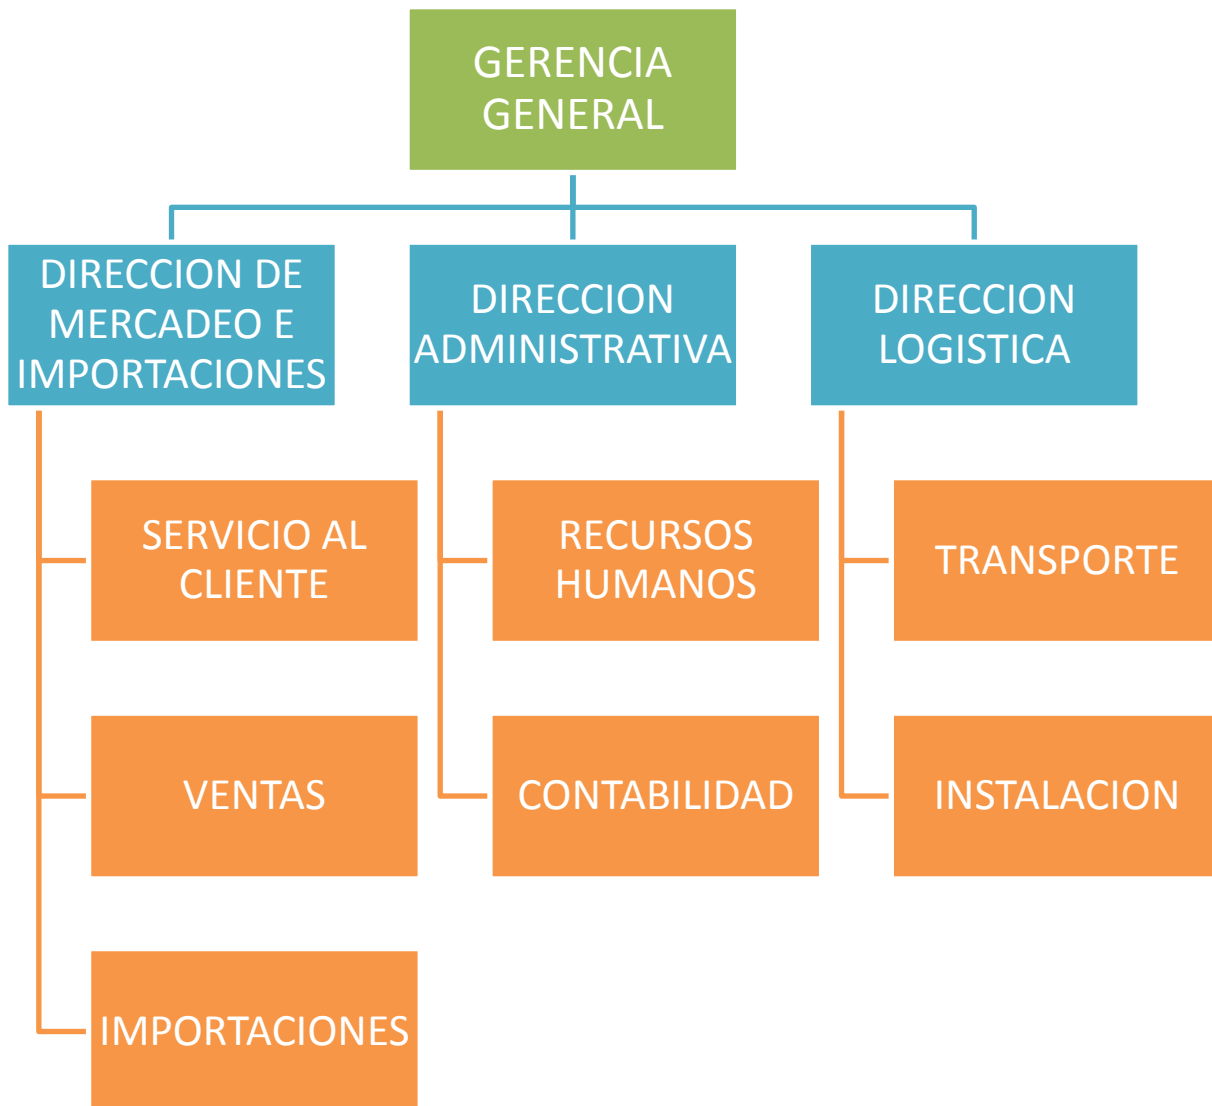 GERENCIA
GENERAL
DIRECCION DE
MERCADEO E
IMPORTACIONES
DIRECCION
ADMINISTRATIVA
DIRECCION
LOGISTICA
SERVICIO AL
CLIENTE
RECURSOS
HUMANOS
TRANSPORTE
VENTAS
CONTABILIDAD
INSTALACION
IMPORTACIONES